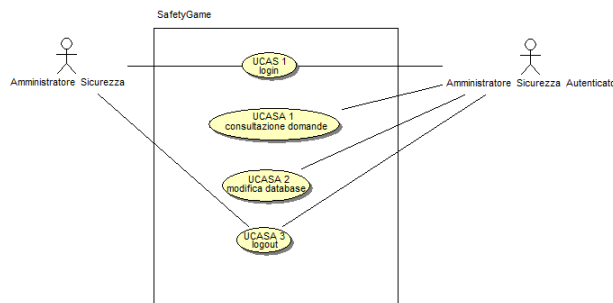 SafetyGame
UCAS 1
login
Amministratore Sicurezza
Amministratore Sicurezza Autenticato
UCASA 1
consultazione domande
UCASA 2
modifica database
UCASA 3
logout